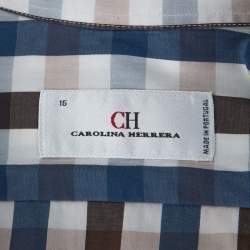 16
CH
CAROLINA HERRERA
MADE IN PORTUGAL